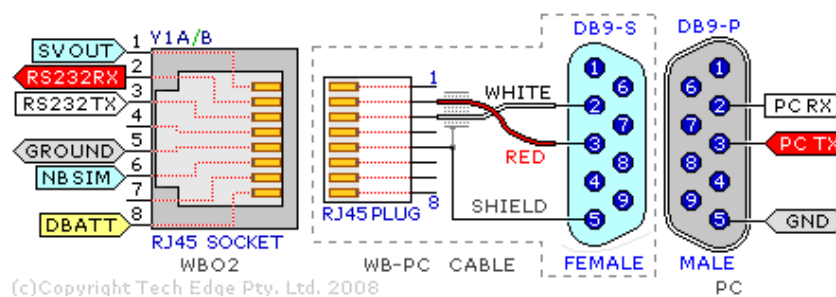 Y1A/B
1 SVOUT
2 RS232RX
3 RS232TX
4
5 GROUND
6 NBSIM
7
8 DBATT
RJ45 SOCKET
WBO2
1
8
RJ45 PLUG
WHITE
RED
SHIELD
WB-PC CABLE
DB9-S
1
6
2
7
3
8
4
9
5
FEMALE
DB9-P
1
6
2
7
3
8
4
9
5
MALE
PC RX
PC TX
GND
PC
(c)Copyright Tech Edge Pty. Ltd. 2008